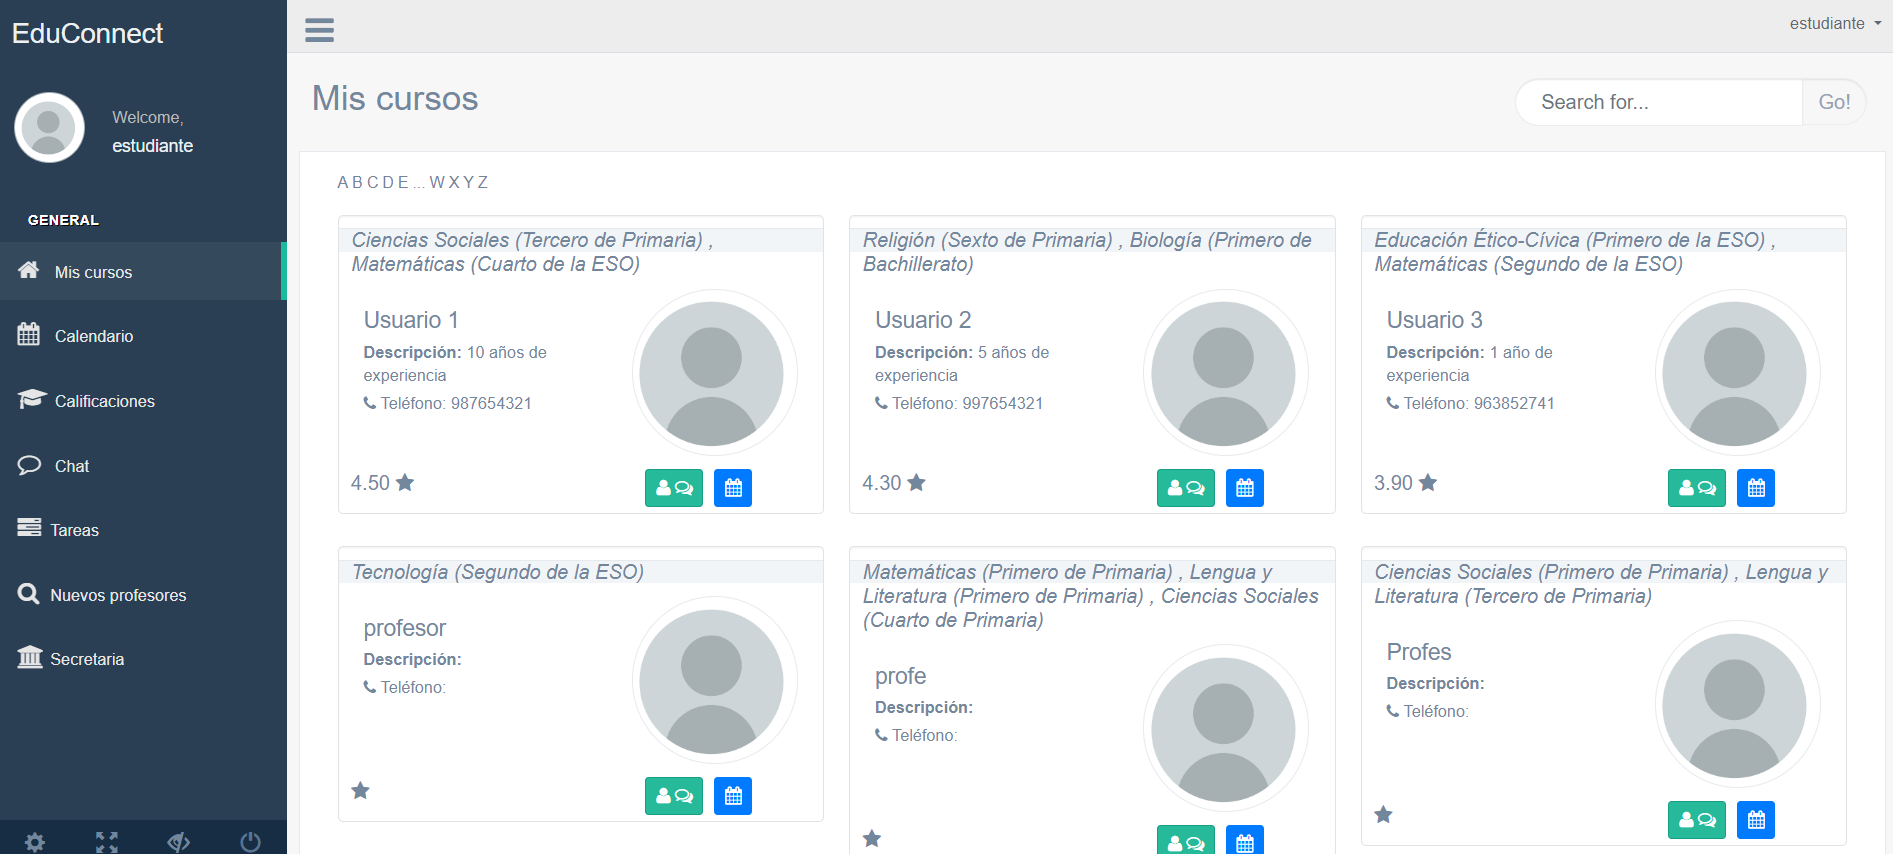 EduConnect
estudiante
Welcome,
estudiante
GENERAL
Mis cursos
Calendario
Calificaciones
Chat
Tareas
Nuevos profesores
Secretaria
Mis cursos
Search for...
Go!
A B C D E ... W X Y Z
Ciencias Sociales (Tercero de Primaria) ,
Matemáticas (Cuarto de la ESO)
Usuario 1
Descripción: 10 años de
experiencia
Teléfono: 987654321
4.50
Religión (Sexto de Primaria) , Biología (Primero de
Bachillerato)
Usuario 2
Descripción: 5 años de
experiencia
Teléfono: 997654321
4.30
Educación Ético-Cívica (Primero de la ESO) ,
Matemáticas (Segundo de la ESO)
Usuario 3
Descripción: 1 año de
experiencia
Teléfono: 963852741
3.90
Tecnología (Segundo de la ESO)
profesor
Descripción:
Teléfono:
Matemáticas (Primero de Primaria) , Lengua y
Literatura (Primero de Primaria) , Ciencias Sociales
(Cuarto de Primaria)
profe
Descripción:
Teléfono:
Ciencias Sociales (Primero de Primaria) , Lengua y
Literatura (Tercero de Primaria)
Profes
Descripción:
Teléfono: